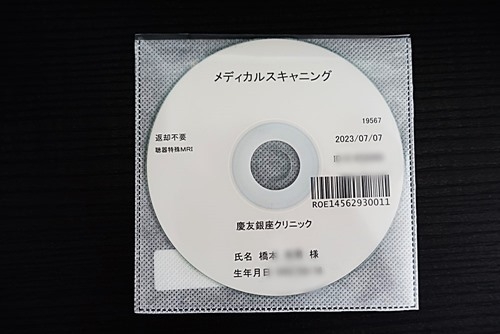 メディカルスキャニング
19567
返却不要
2023/07/07
聴器特殊MRI
ROE14562930011
慶友銀座クリニック
氏名 橋本 様
生年月日